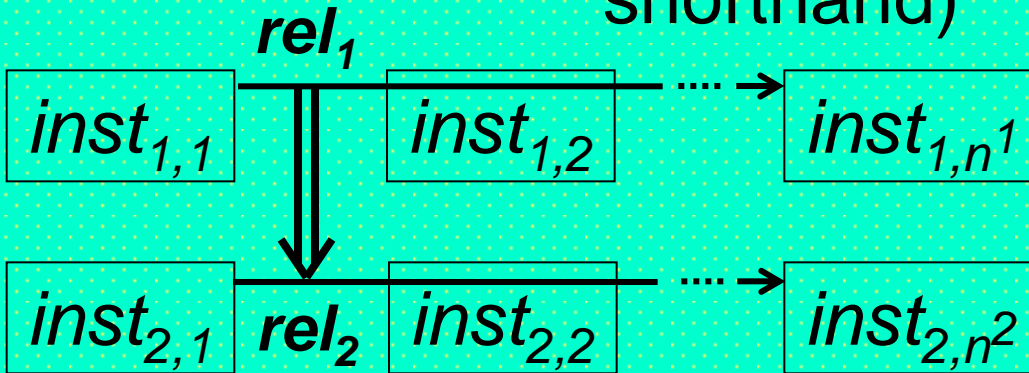 shorthand)
rel₁
inst₁,₁ inst₁,₂ .... inst₁,ₙ1
inst₂,₁ rel₂ inst₂,₂ .... inst₂,ₙ2